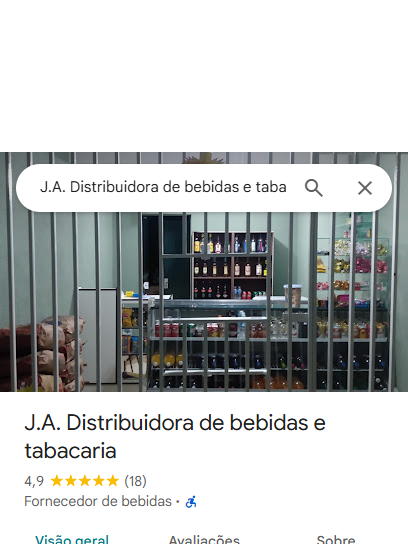 J.A. Distribuidora de bebidas e taba
J.A. Distribuidora de bebidas e
tabacaria
4,9 (18)
Fornecedor de bebidas ·
Visão geral Avaliações Sobre